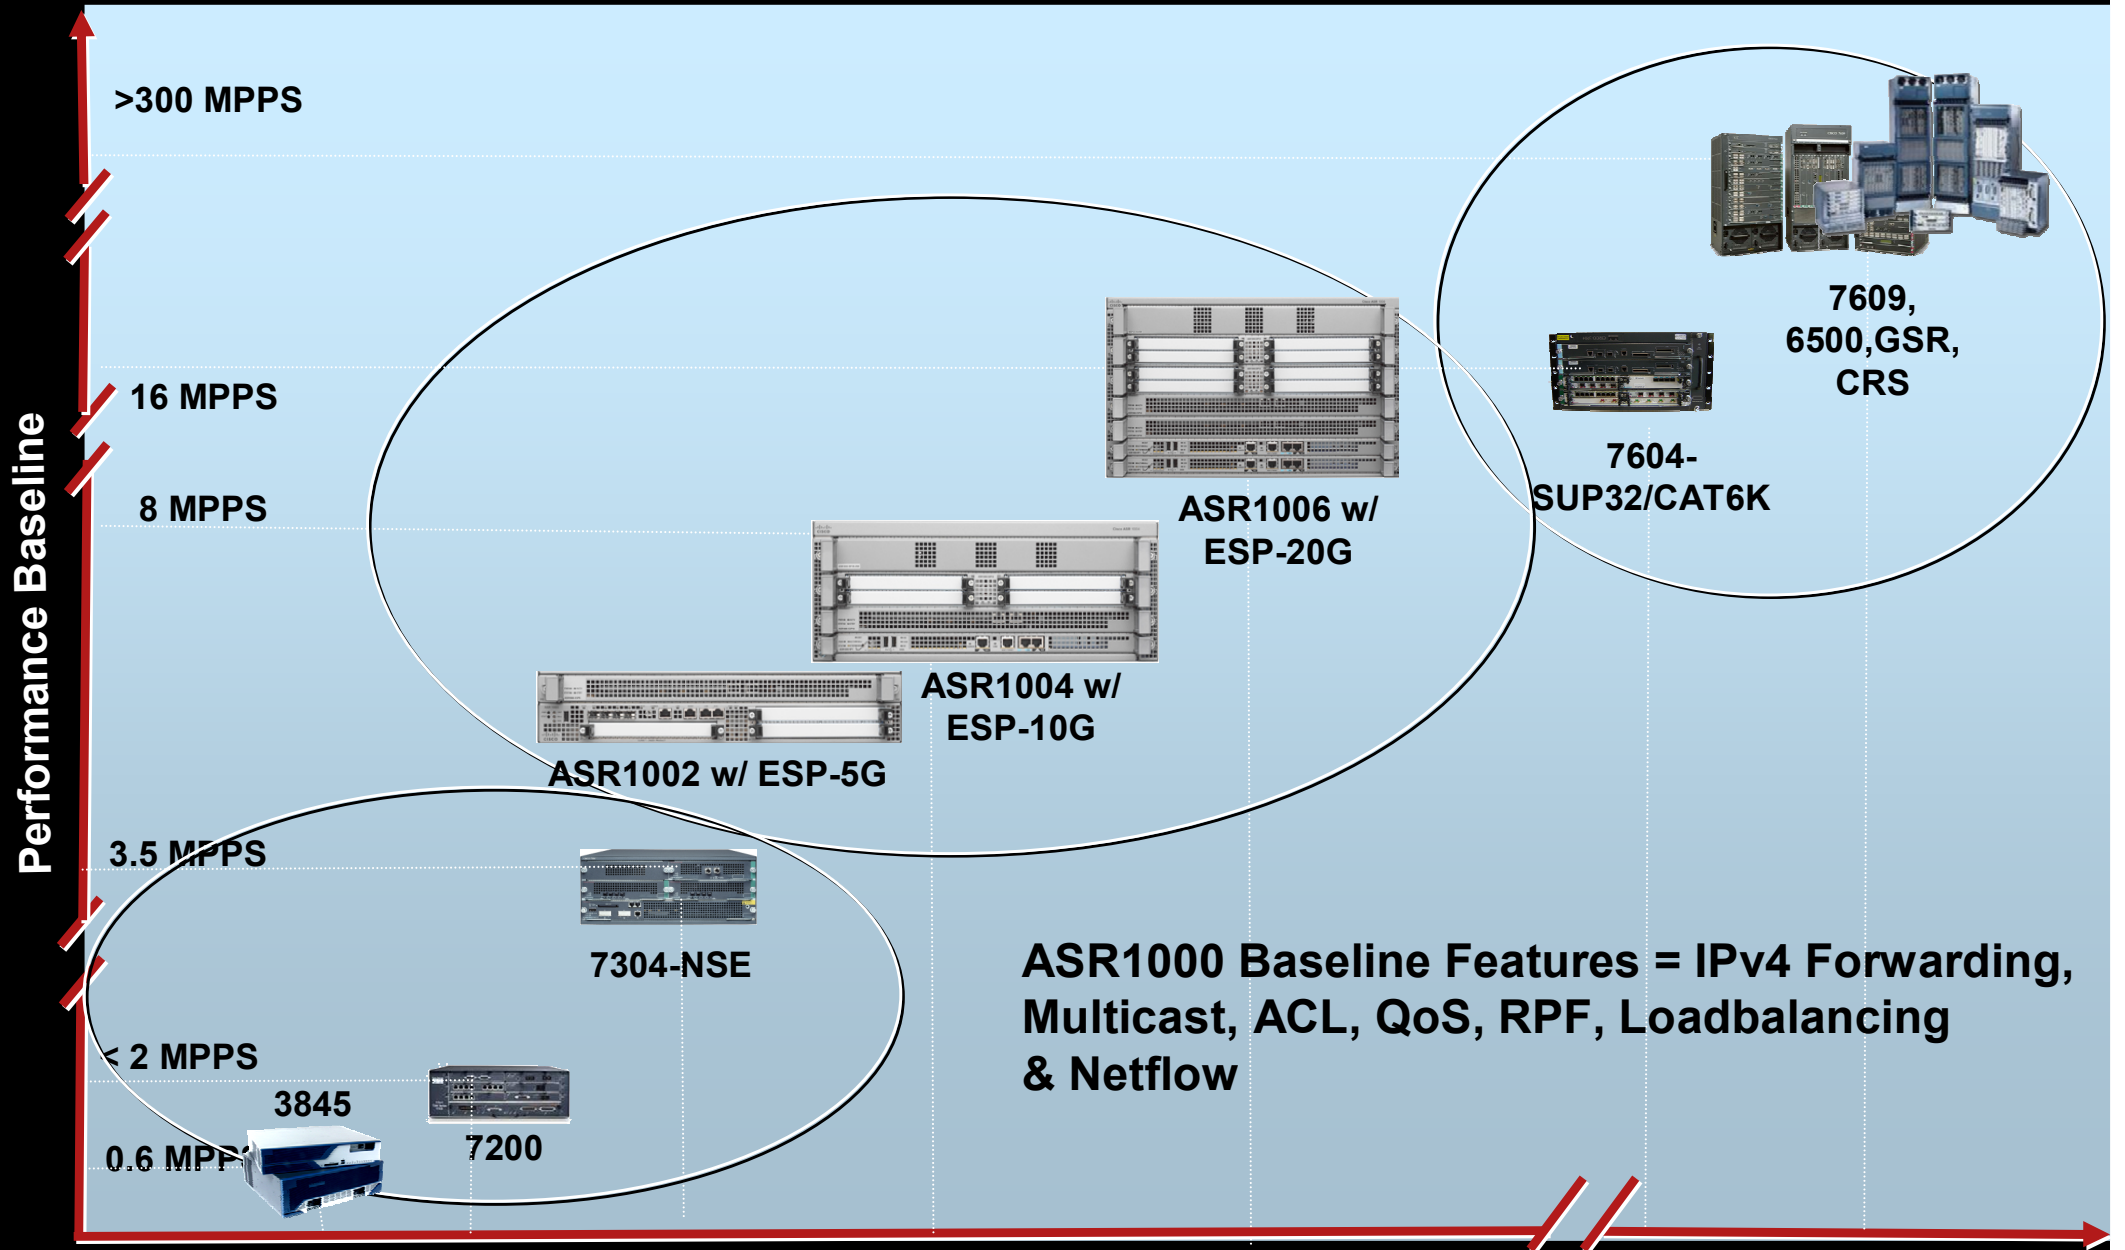 Performance Baseline
>300 MPPS
16 MPPS
8 MPPS
3.5 MPPS
< 2 MPPS
0.6 MPPS
7609,
6500,GSR,
CRS
7604-
SUP32/CAT6K
ASR1006 w/
ESP-20G
ASR1004 w/
ESP-10G
ASR1002 w/ ESP-5G
7304-NSE
3845
7200
ASR1000 Baseline Features = IPv4 Forwarding,
Multicast, ACL, QoS, RPF, Loadbalancing
& Netflow